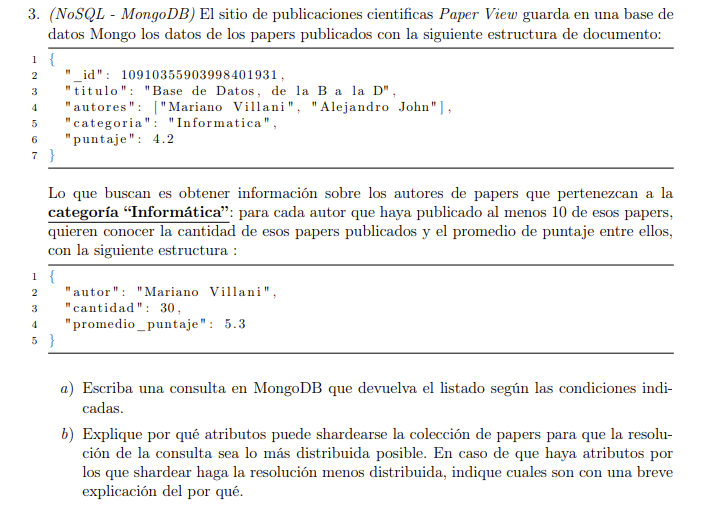 3. (NoSQL - MongoDB) El sitio de publicaciones cientificas Paper View guarda en una base de
datos Mongo los datos de los papers publicados con la siguiente estructura de documento:
1 {
2 "_id": 10910355903998401931,
3 "titulo": "Base de Datos, de la B a la D",
4 "autores": ["Mariano Villani", "Alejandro John"],
5 "categoria": "Informatica",
6 "puntaje": 4.2
7 }
Lo que buscan es obtener información sobre los autores de papers que pertenezcan a la
categoría “Informática”: para cada autor que haya publicado al menos 10 de esos papers,
quieren conocer la cantidad de esos papers publicados y el promedio de puntaje entre ellos,
con la siguiente estructura :
1 {
2 "autor": "Mariano Villani",
3 "cantidad": 30,
4 "promedio_puntaje": 5.3
5 }
a) Escriba una consulta en MongoDB que devuelva el listado según las condiciones indi-
cadas.
b) Explique por qué atributos puede shardearse la colección de papers para que la resolu-
ción de la consulta sea lo más distribuida posible. En caso de que haya atributos por
los que shardear haga la resolución menos distribuida, indique cuales son con una breve
explicación del por qué.